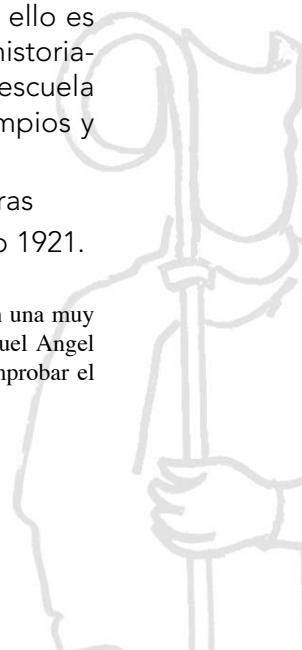 ello es
historia-
escuela
mpios y
ras
o 1921.
una muy
uel Angel
nprobar el